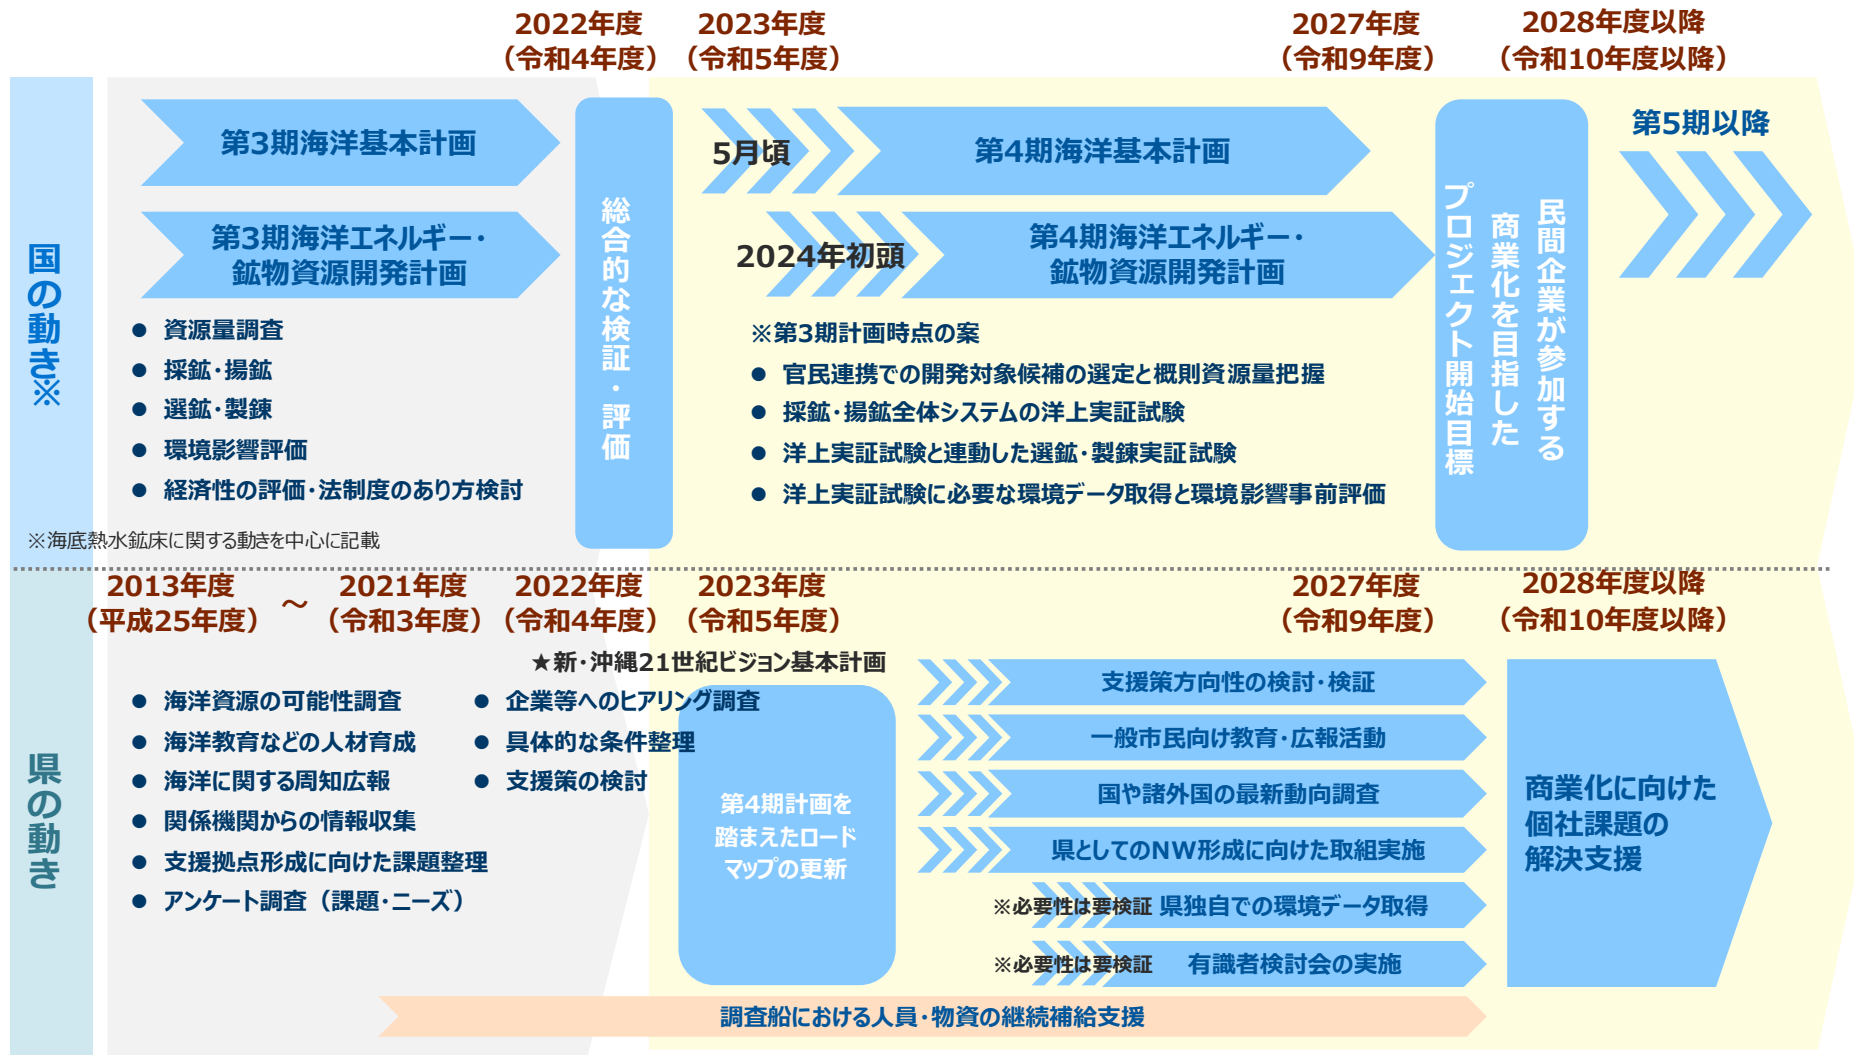 2022年度
（令和4年度）
2023年度
（令和5年度）
2027年度
（令和9年度）
2028年度以降
（令和10年度以降）
国の動き※
第3期海洋基本計画
第3期海洋エネルギー・
鉱物資源開発計画
● 資源量調査
● 採鉱・揚鉱
● 選鉱・製錬
● 環境影響評価
● 経済性の評価・法制度のあり方検討
※海底熱水鉱床に関する動きを中心に記載
総合的な検証・評価
5月頃
第4期海洋基本計画
2024年初頭
第4期海洋エネルギー・
鉱物資源開発計画
※第3期計画時点の案
● 官民連携での開発対象候補の選定と概則資源量把握
● 採鉱・揚鉱全体システムの洋上実証試験
● 洋上実証試験と連動した選鉱・製錬実証試験
● 洋上実証試験に必要な環境データ取得と環境影響事前評価
民間企業が参加する
商業化を目指した
プロジェクト開始目標
第5期以降
2013年度
（平成25年度）
～
2021年度
（令和3年度）
2022年度
（令和4年度）
2023年度
（令和5年度）
2027年度
（令和9年度）
2028年度以降
（令和10年度以降）
県の動き
★新・沖縄21世紀ビジョン基本計画
● 海洋資源の可能性調査
● 海洋教育などの人材育成
● 海洋に関する周知広報
● 関係機関からの情報収集
● 支援拠点形成に向けた課題整理
● アンケート調査（課題・ニーズ）
● 企業等へのヒアリング調査
● 具体的な条件整理
● 支援策の検討
第4期計画を
踏まえたロード
マップの更新
支援策方向性の検討・検証
一般市民向け教育・広報活動
国や諸外国の最新動向調査
県としてのNW形成に向けた取組実施
※必要性は要検証 県独自での環境データ取得
※必要性は要検証 有識者検討会の実施
商業化に向けた
個社課題の
解決支援
調査船における人員・物資の継続補給支援